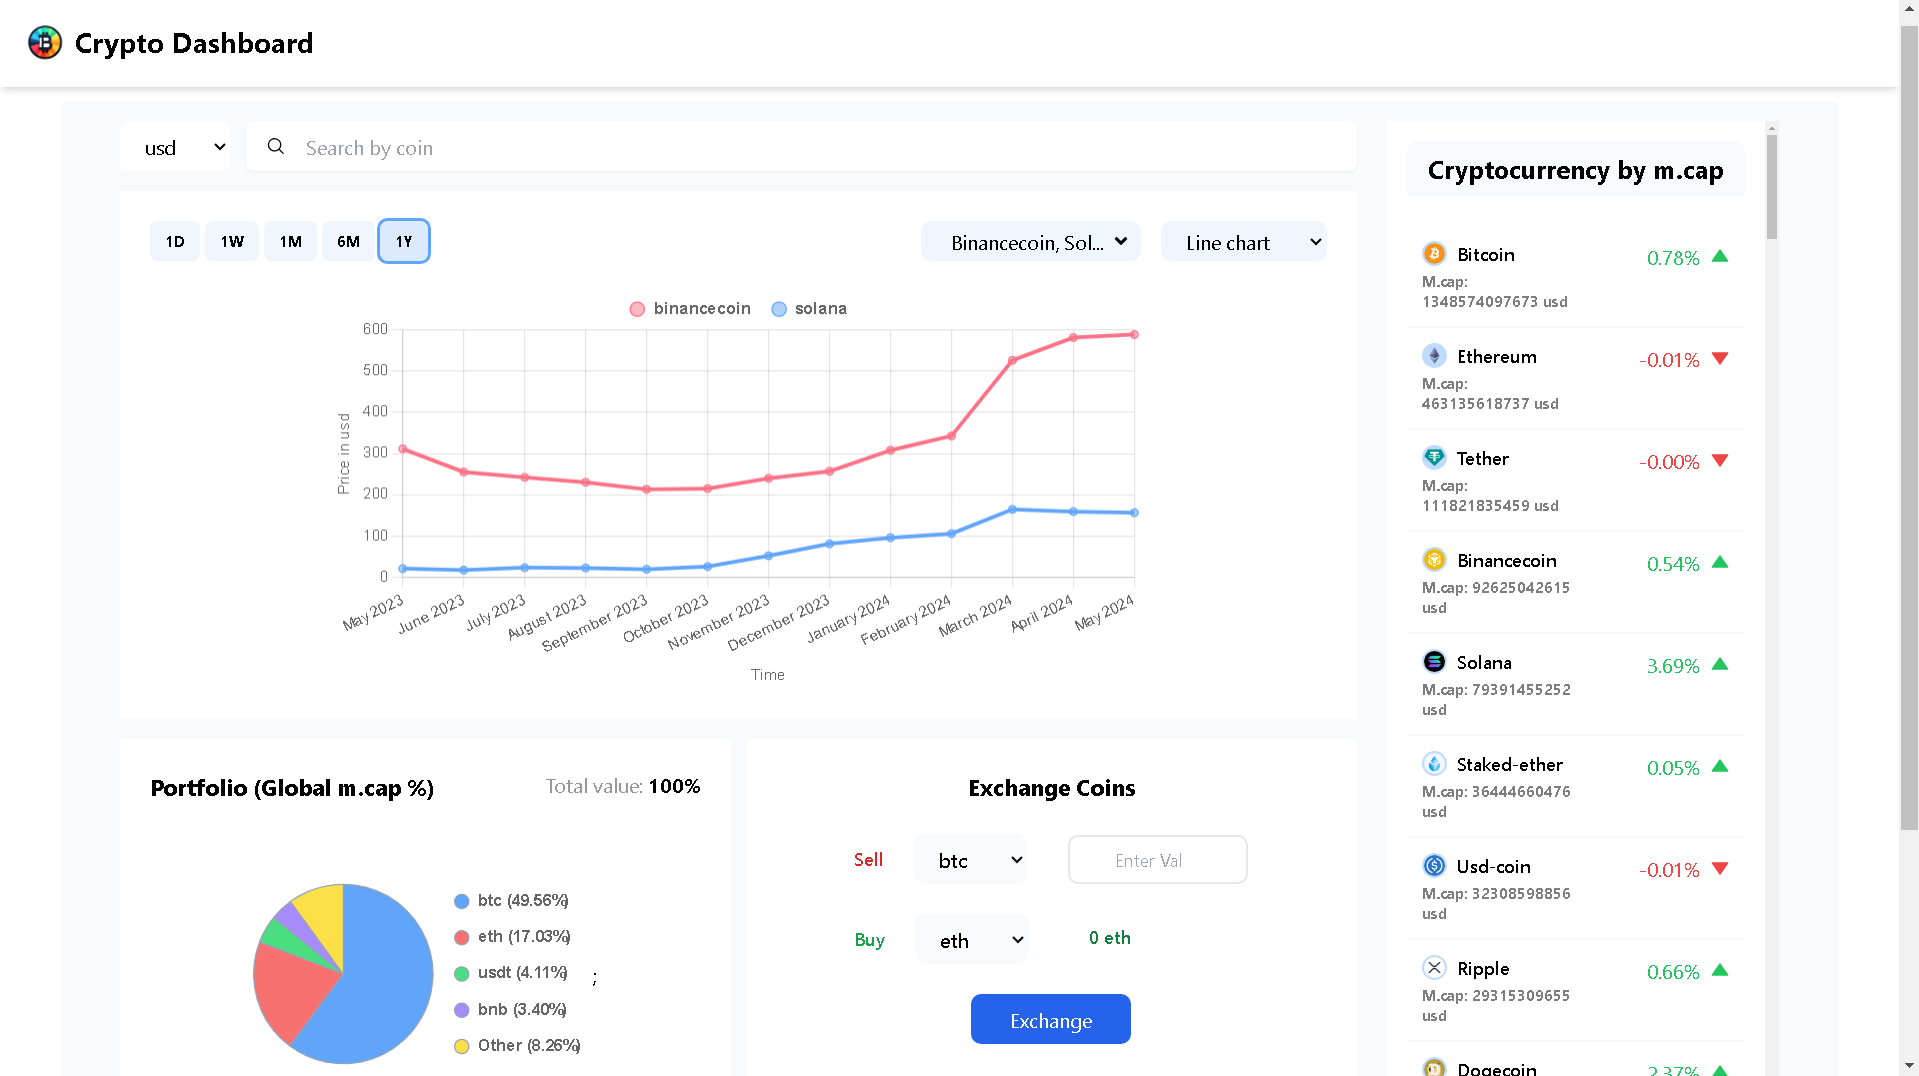 Crypto Dashboard
usd
Search by coin
1D
1W
1M
6M
1Y
Binancecoin, Sol...
Line chart
binancecoin
solana
600
500
400
300
200
100
0
Price in usd
May 2023
June 2023
July 2023
August 2023
September 2023
October 2023
November 2023
December 2023
January 2024
February 2024
March 2024
April 2024
May 2024
Time
Portfolio (Global m.cap %)
Total value: 100%
btc (49.56%)
eth (17.03%)
usdt (4.11%)
bnb (3.40%)
Other (8.26%)
;
Exchange Coins
Sell
btc
Enter Val
Buy
eth
0 eth
Exchange
Cryptocurrency by m.cap
Bitcoin
0.78%
M.cap:
1348574097673 usd
Ethereum
-0.01%
M.cap:
463135618737 usd
Tether
-0.00%
M.cap:
111821835459 usd
Binancecoin
0.54%
M.cap: 92625042615
usd
Solana
3.69%
M.cap: 79391455252
usd
Staked-ether
0.05%
M.cap: 36444660476
usd
Usd-coin
-0.01%
M.cap: 32308598856
usd
Ripple
0.66%
M.cap: 29315309655
usd
Dogecoin
2.37%